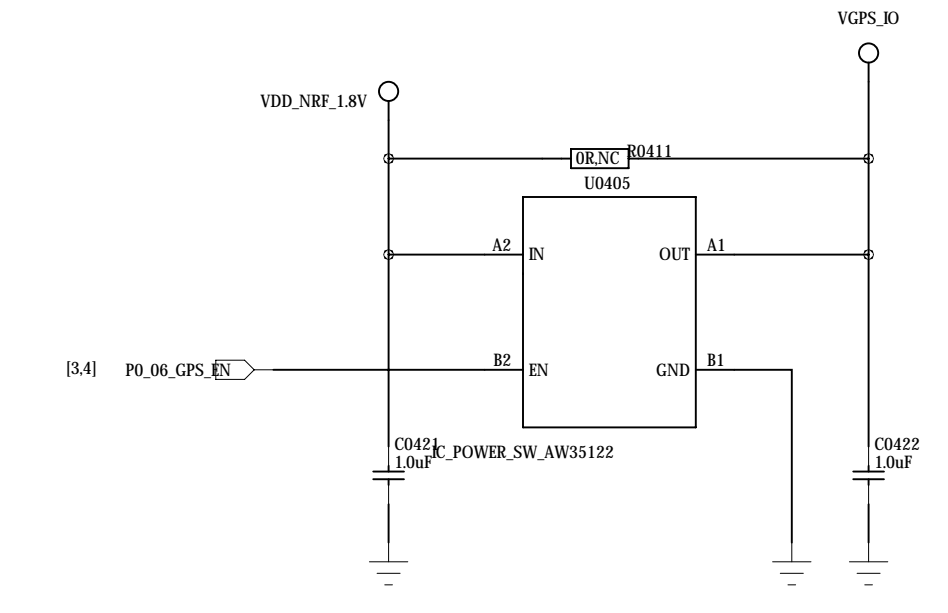 VGPS_IO
VDD_NRF_1.8V
0R,NC R0411
U0405
A2 IN OUT A1
[3,4] P0_06_GPS_EN B2 EN GND B1
C0421
1.0uF
IC_POWER_SW_AW35122
C0422
1.0uF